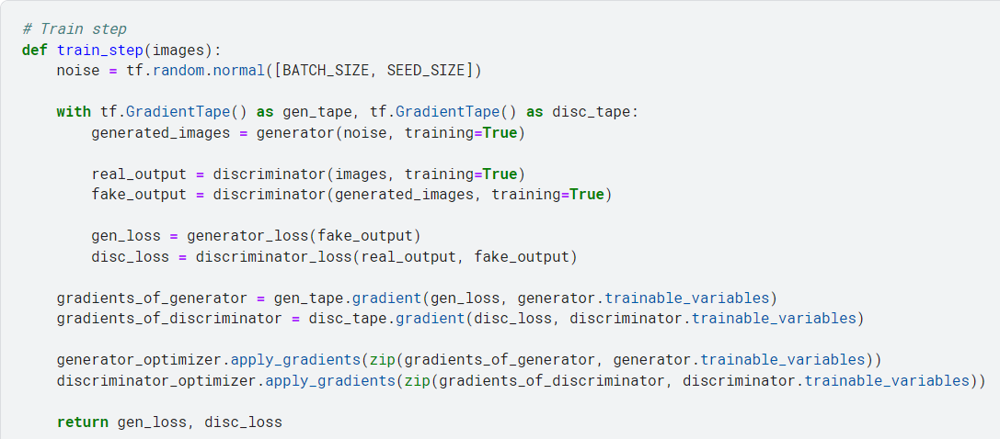 # Train step
def train_step(images):
    noise = tf.random.normal([BATCH_SIZE, SEED_SIZE])

    with tf.GradientTape() as gen_tape, tf.GradientTape() as disc_tape:
        generated_images = generator(noise, training=True)

        real_output = discriminator(images, training=True)
        fake_output = discriminator(generated_images, training=True)

        gen_loss = generator_loss(fake_output)
        disc_loss = discriminator_loss(real_output, fake_output)

    gradients_of_generator = gen_tape.gradient(gen_loss, generator.trainable_variables)
    gradients_of_discriminator = disc_tape.gradient(disc_loss, discriminator.trainable_variables)

    generator_optimizer.apply_gradients(zip(gradients_of_generator, generator.trainable_variables))
    discriminator_optimizer.apply_gradients(zip(gradients_of_discriminator, discriminator.trainable_variables))

    return gen_loss, disc_loss